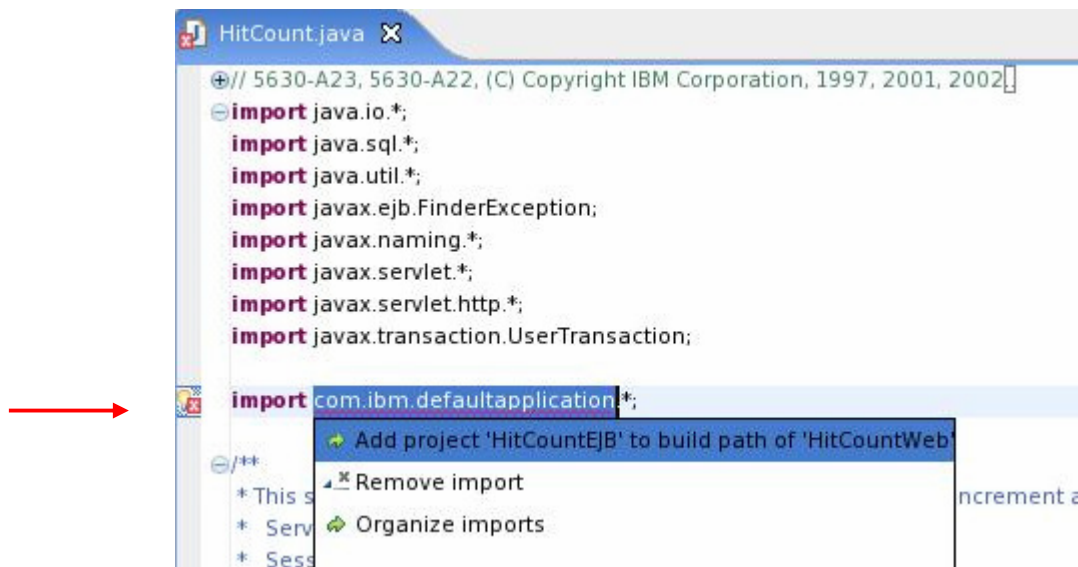 HitCount.java
// 5630-A23, 5630-A22, (C) Copyright IBM Corporation, 1997, 2001, 2002
import java.io.*;
import java.sql.*;
import java.util.*;
import javax.ejb.FinderException;
import javax.naming.*;
import javax.servlet.*;
import javax.servlet.http.*;
import javax.transaction.UserTransaction;
import com.ibm.defaultapplication.*;
Add project 'HitCountEJB' to build path of 'HitCountWeb'
/**
Remove import
* This s ncrement a
Organize imports
* Serv
* Sess